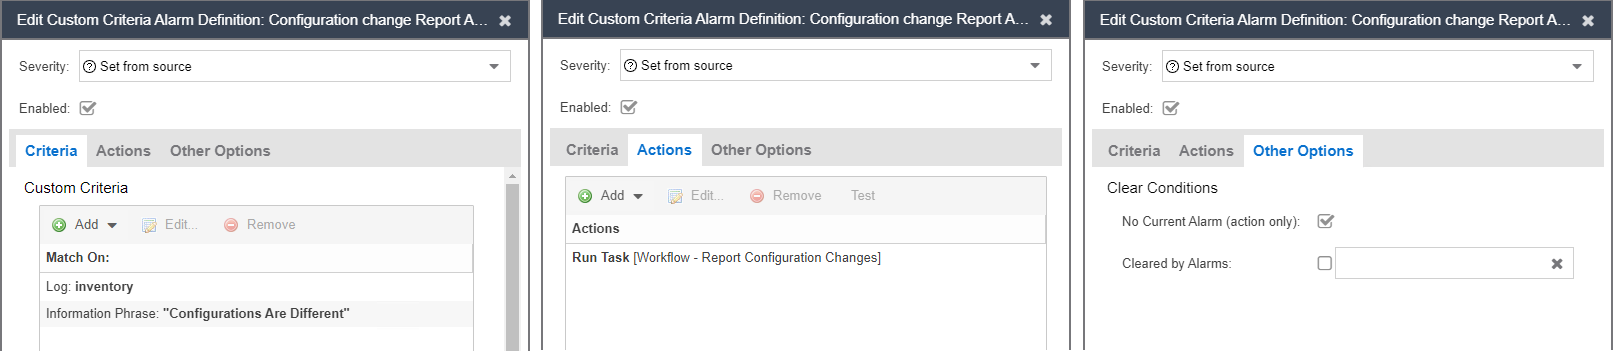 Edit Custom Criteria Alarm Definition: Configuration change Report A...
Severity:
Set from source
Enabled:
Criteria
Actions
Other Options
Custom Criteria
Add
Edit...
Remove
Match On:
Log: inventory
Information Phrase: "Configurations Are Different"
Edit Custom Criteria Alarm Definition: Configuration change Report A...
Severity:
Set from source
Enabled:
Criteria
Actions
Other Options
Add
Edit...
Remove
Test
Actions
Run Task [Workflow - Report Configuration Changes]
Edit Custom Criteria Alarm Definition: Configuration change Report A...
Severity:
Set from source
Enabled:
Criteria
Actions
Other Options
Clear Conditions
No Current Alarm (action only):
Cleared by Alarms: